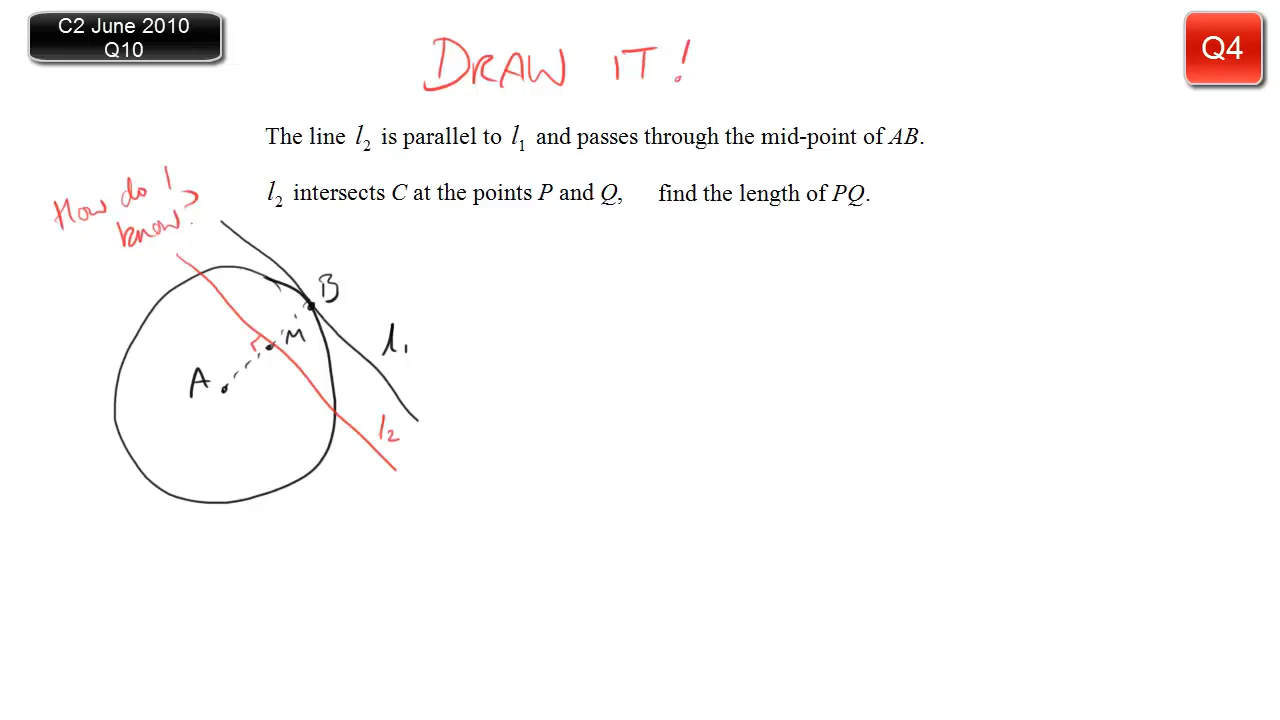 C2 June 2010
Q10
Q4
DRAW IT!
The line l₂ is parallel to l₁ and passes through the mid-point of AB.
l₂ intersects C at the points P and Q, find the length of PQ.
How do I
know?
B
M
A
l₁
l₂